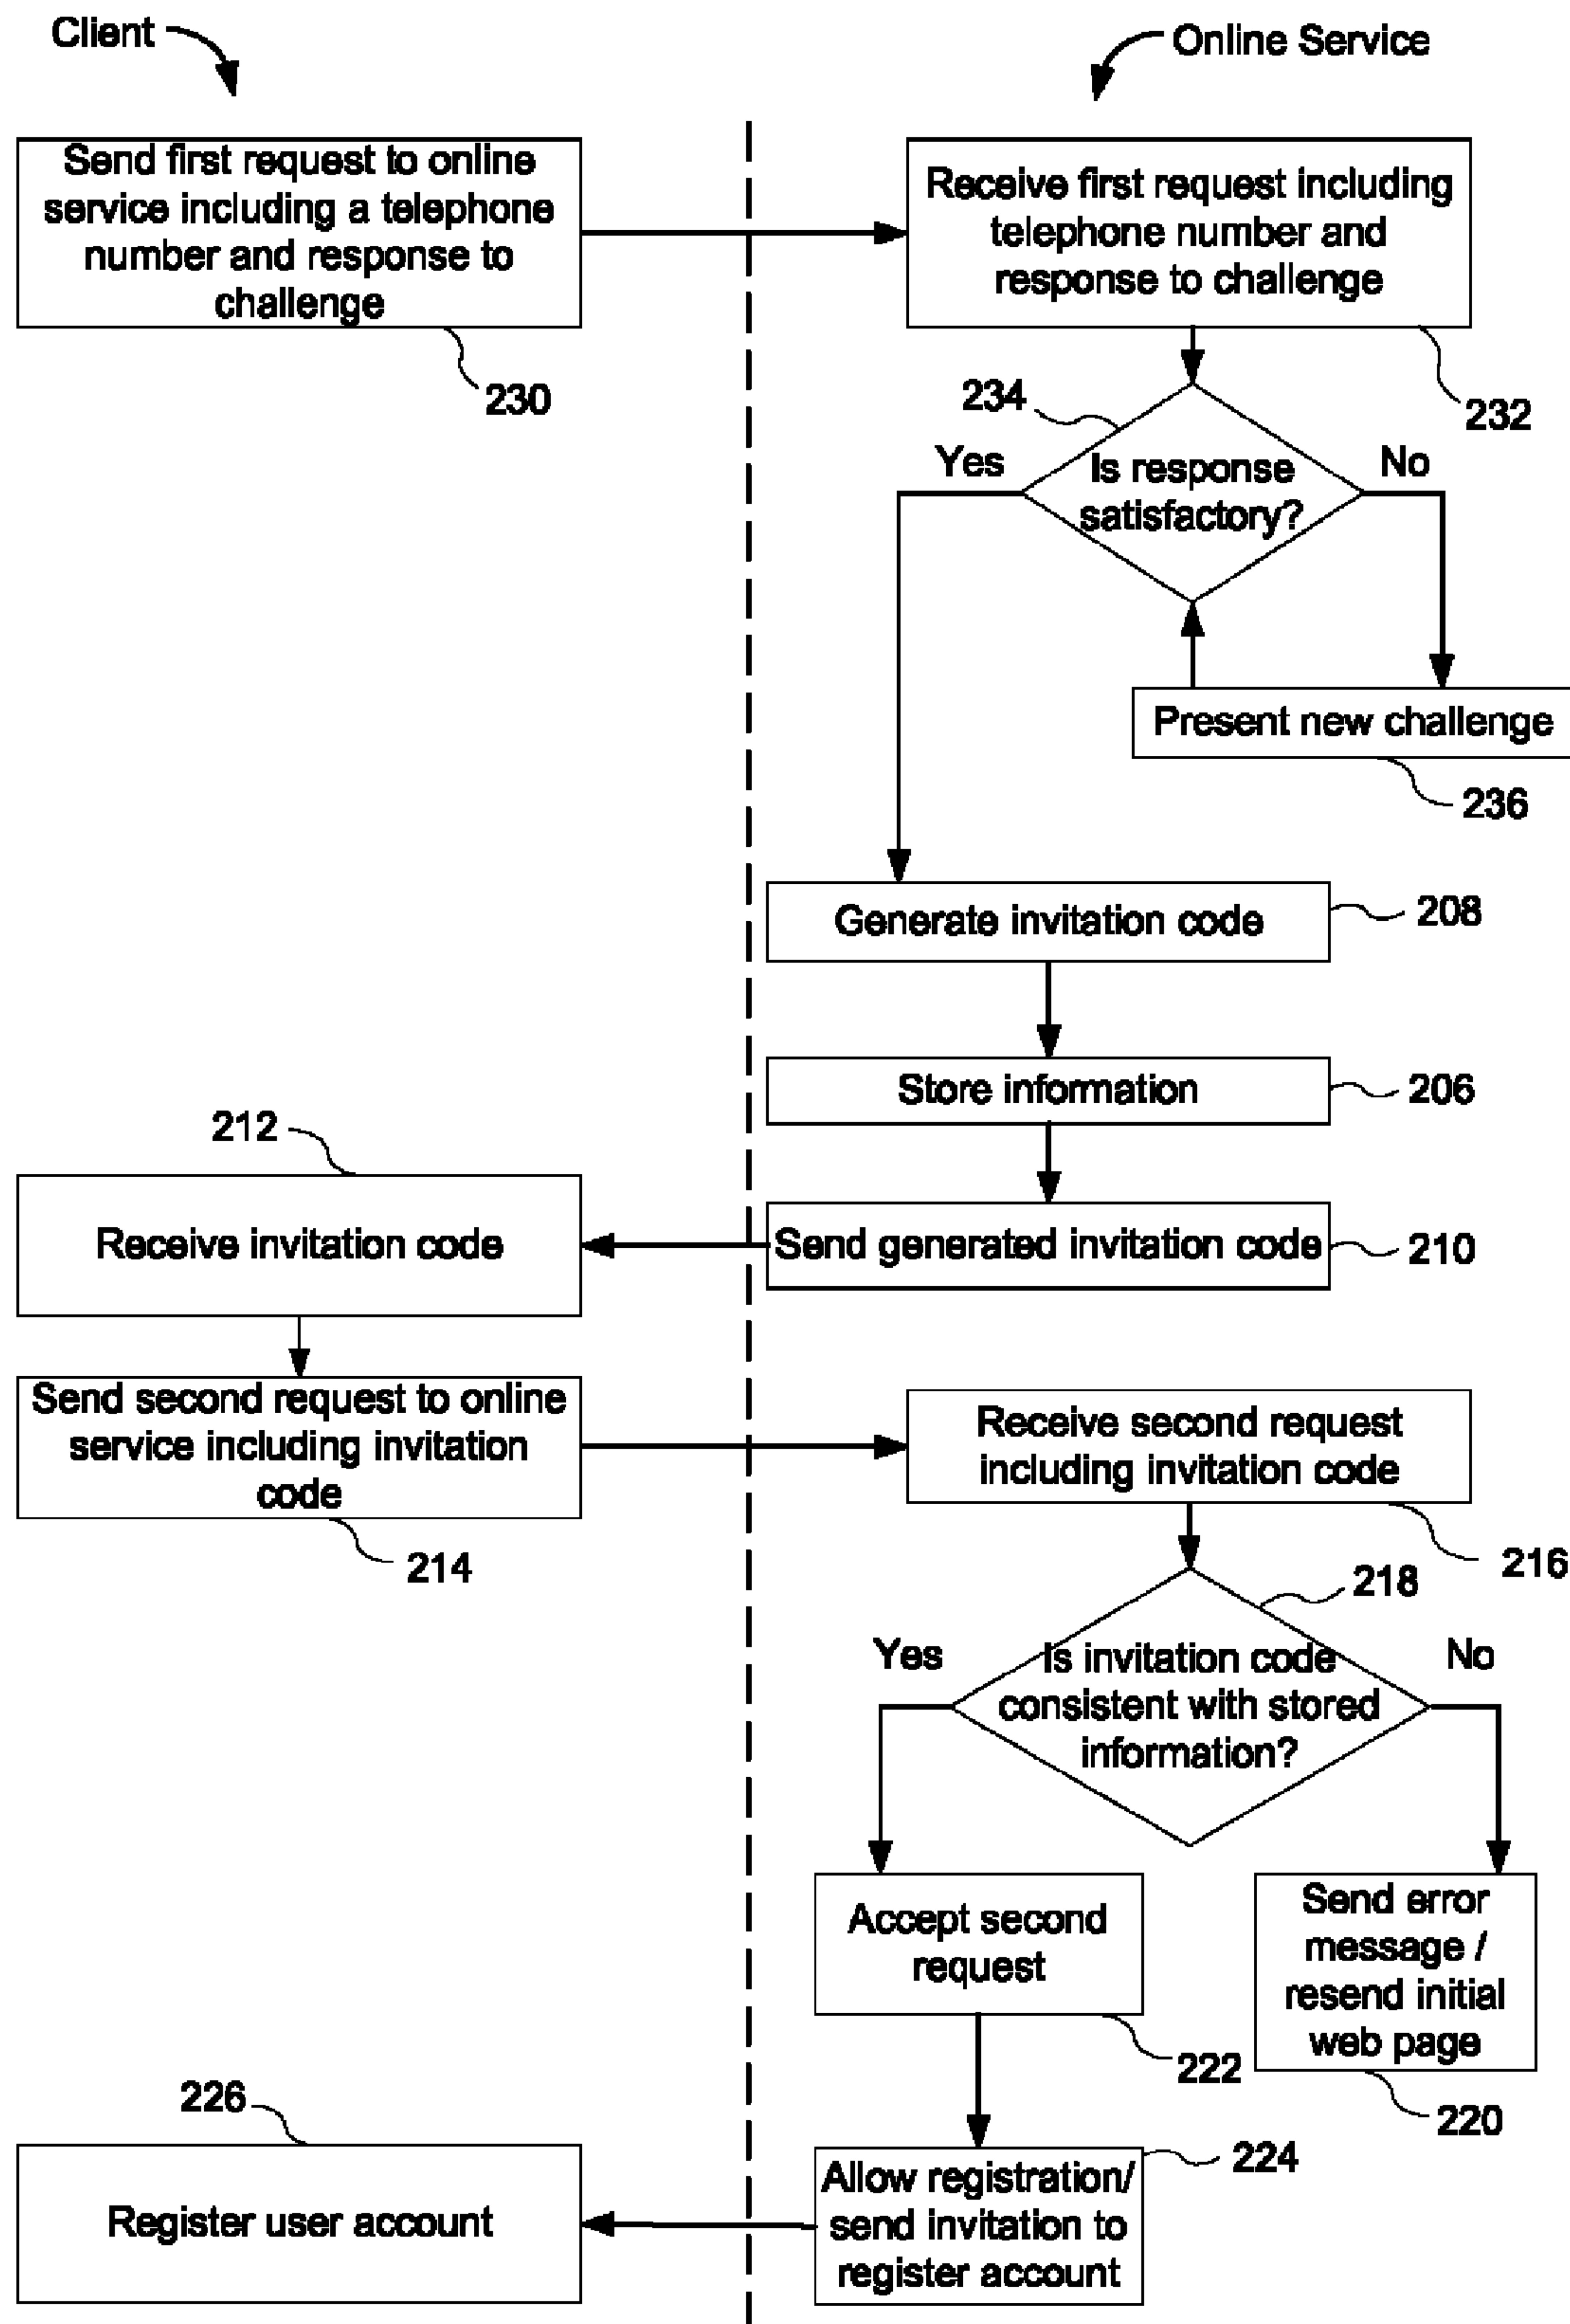 Client
Online Service
Send first request to online
service including a telephone
number and response to
challenge
230
Receive first request including
telephone number and
response to challenge
232
234
Yes
No
Is response
satisfactory?
Present new challenge
236
Generate invitation code
208
Store information
206
212
Receive invitation code
Send generated invitation code
210
Send second request to online
service including invitation
code
214
Receive second request
including invitation code
216
218
Yes
No
Is invitation code
consistent with stored
information?
Accept second
request
222
Send error
message /
resend initial
web page
220
226
Register user account
Allow registration/
send invitation to
register account
224